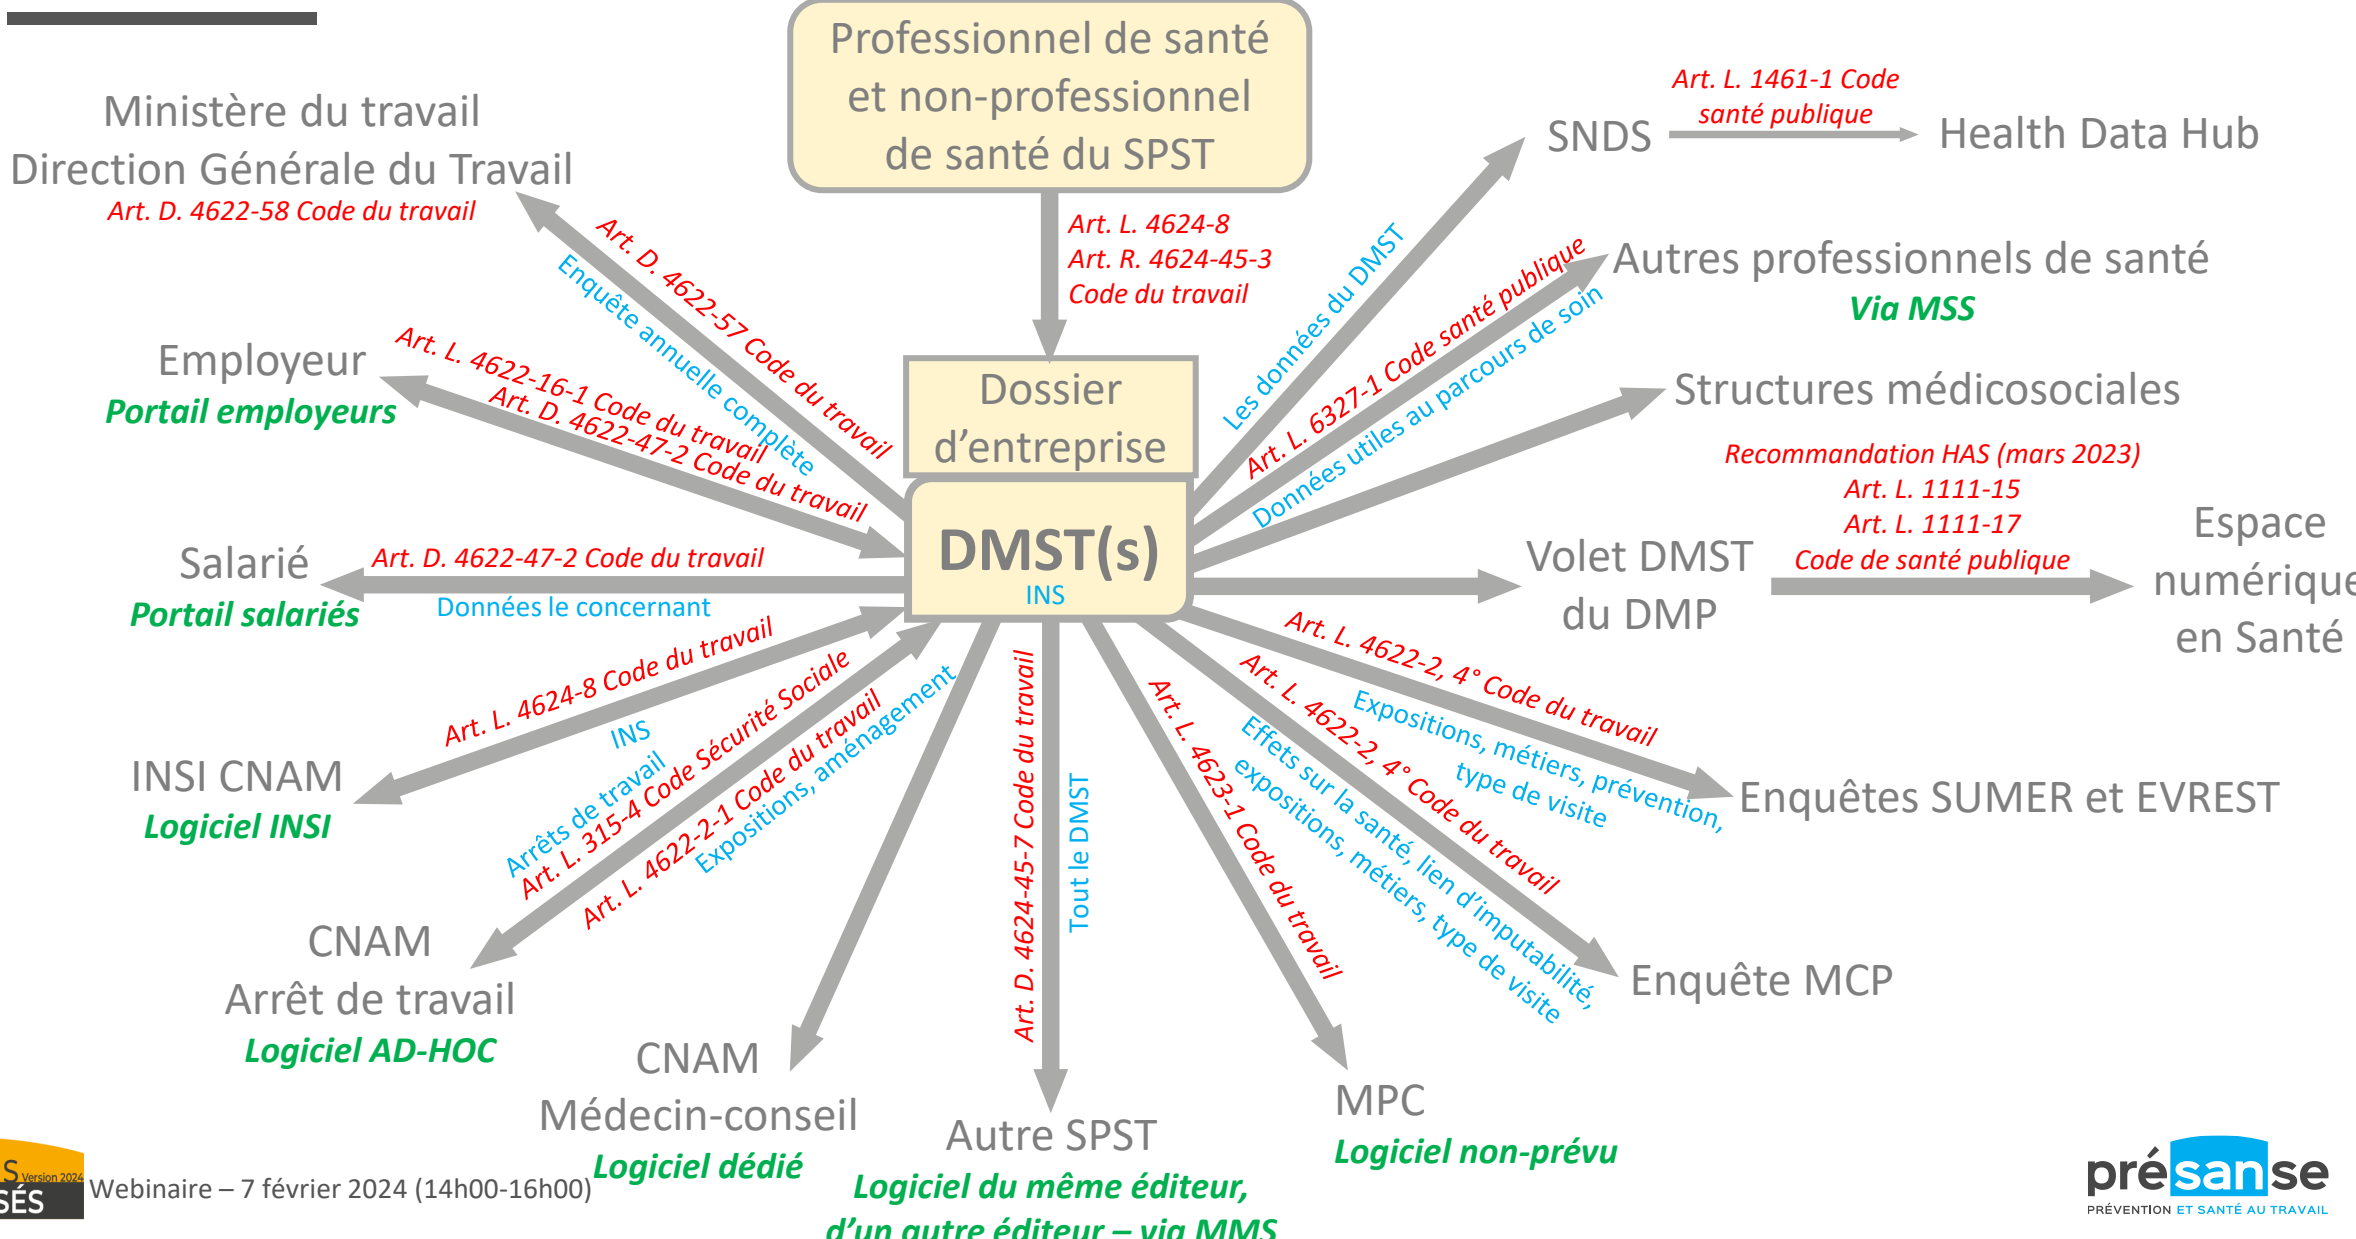 Professionnel de santé
et non-professionnel
de santé du SPST
Ministère du travail
Direction Générale du Travail
Art. D. 4622-58 Code du travail
Art. L. 4624-8
Art. R. 4624-45-3
Code du travail
Art. L. 1461-1 Code
santé publique
SNDS
Health Data Hub
Art. D. 4622-57 Code du travail
Enquête annuelle complète
Les données du DMST
Autres professionnels de santé
Via MSS
Art. L. 6327-1 Code santé publique
Données utiles au parcours de soin
Employeur
Portail employeurs
Art. L. 4622-16-1 Code du travail
Art. D. 4622-47-2 Code du travail
Dossier
d’entreprise
Structures médicosociales
Recommandation HAS (mars 2023)
Art. L. 1111-15
Art. L. 1111-17
Code de santé publique
DMST(s)
INS
Volet DMST
du DMP
Espace
numérique
en Santé
Salarié
Portail salariés
Art. D. 4622-47-2 Code du travail
Données le concernant
Art. L. 4624-8 Code du travail
INS
INSI CNAM
Logiciel INSI
Arrêts de travail
Art. L. 315-4 Code Sécurité Sociale
Art. L. 4622-2-1 Code du travail
Expositions, aménagement
CNAM
Arrêt de travail
Logiciel AD-HOC
CNAM
Médecin-conseil
Logiciel dédié
Art. D. 4624-45-7 Code du travail
Tout le DMST
Autre SPST
Logiciel du même éditeur,
d’un autre éditeur – via MMS
Art. L. 4623-1 Code du travail
MPC
Logiciel non-prévu
Art. L. 4622-2, 4° Code du travail
Effets sur la santé, lien d’imputabilité,
expositions, métiers, type de visite
Enquête MCP
Art. L. 4622-2, 4° Code du travail
Expositions, métiers, prévention,
type de visite
Enquêtes SUMER et EVREST
S Version 2024
SÉS
Webinaire – 7 février 2024 (14h00-16h00)
présanse
PRÉVENTION ET SANTÉ AU TRAVAIL